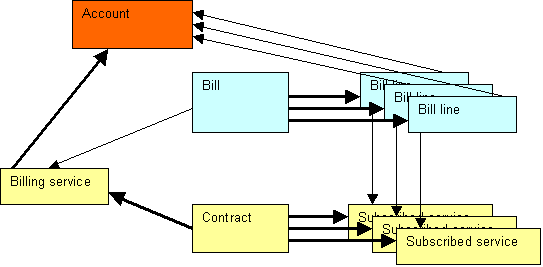 Account
Bill
Bill line
Bill line
Bill line
Billing service
Contract
Subscribed service
Subscribed service
Subscribed service